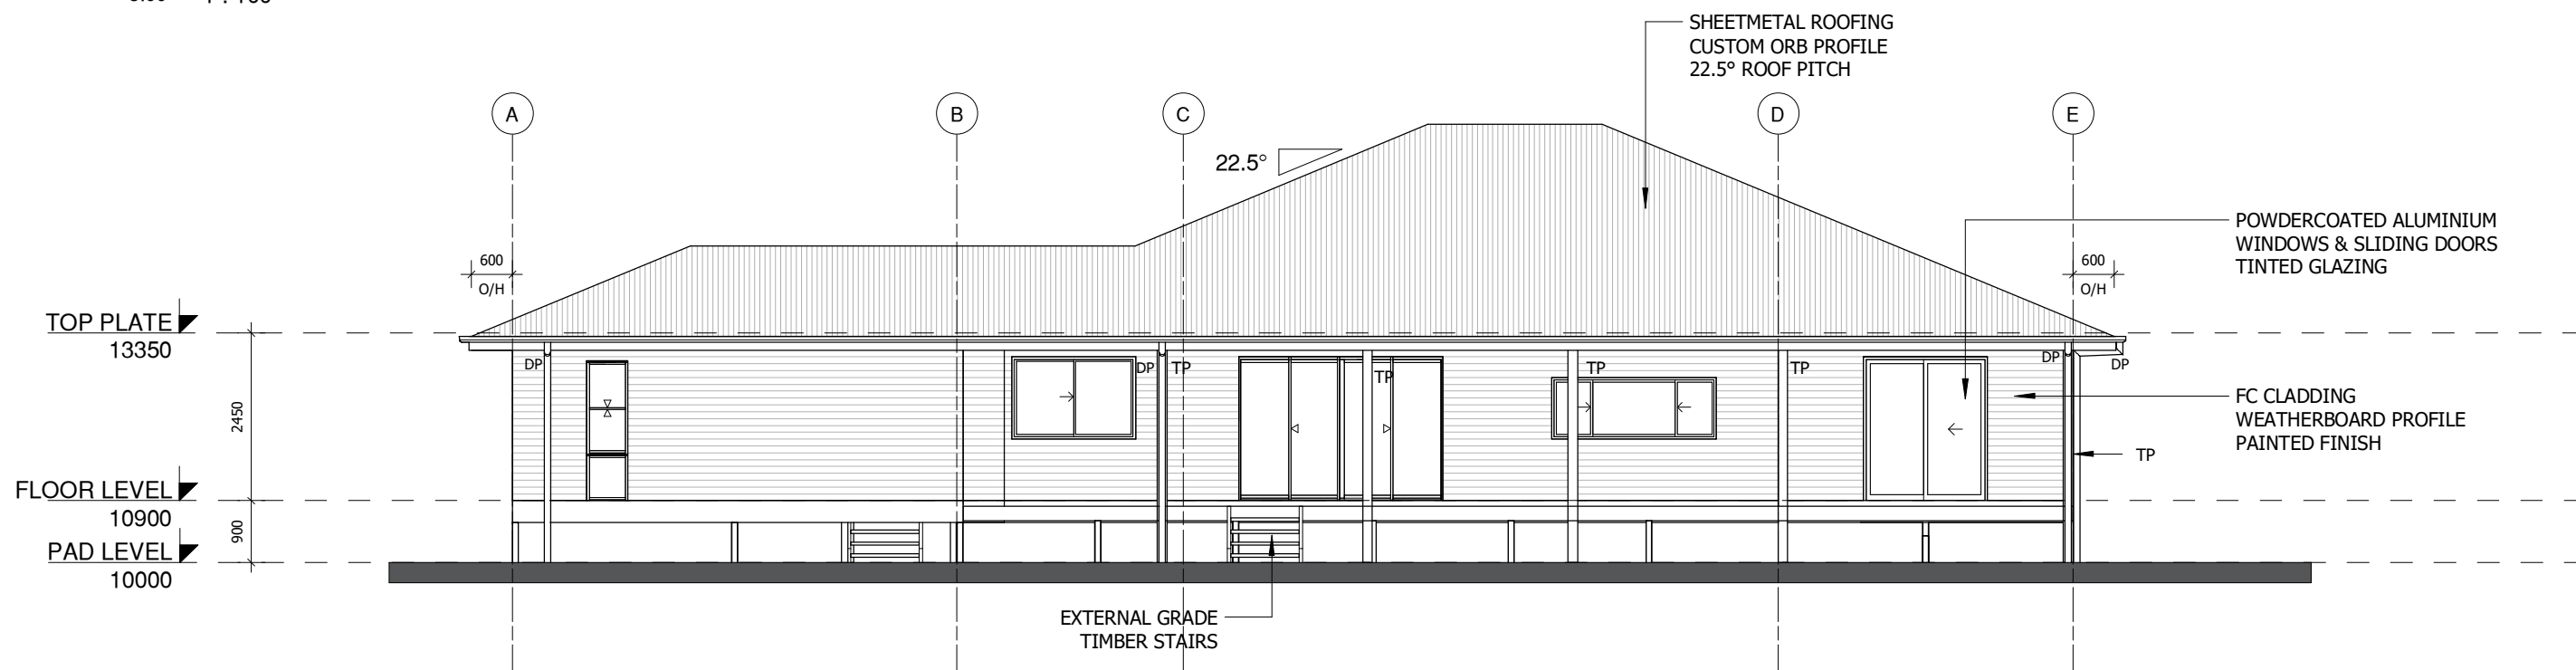 SHEETMETAL ROOFING
CUSTOM ORB PROFILE
22.5° ROOF PITCH
A
B
C
D
E
22.5°
POWDERCOATED ALUMINIUM
WINDOWS & SLIDING DOORS
TINTED GLAZING
600
O/H
600
O/H
TOP PLATE
13350
DP
DP
TP
TP
TP
TP
DP
DP
2450
FC CLADDING
WEATHERBOARD PROFILE
PAINTED FINISH
TP
FLOOR LEVEL
10900
900
PAD LEVEL
10000
EXTERNAL GRADE
TIMBER STAIRS